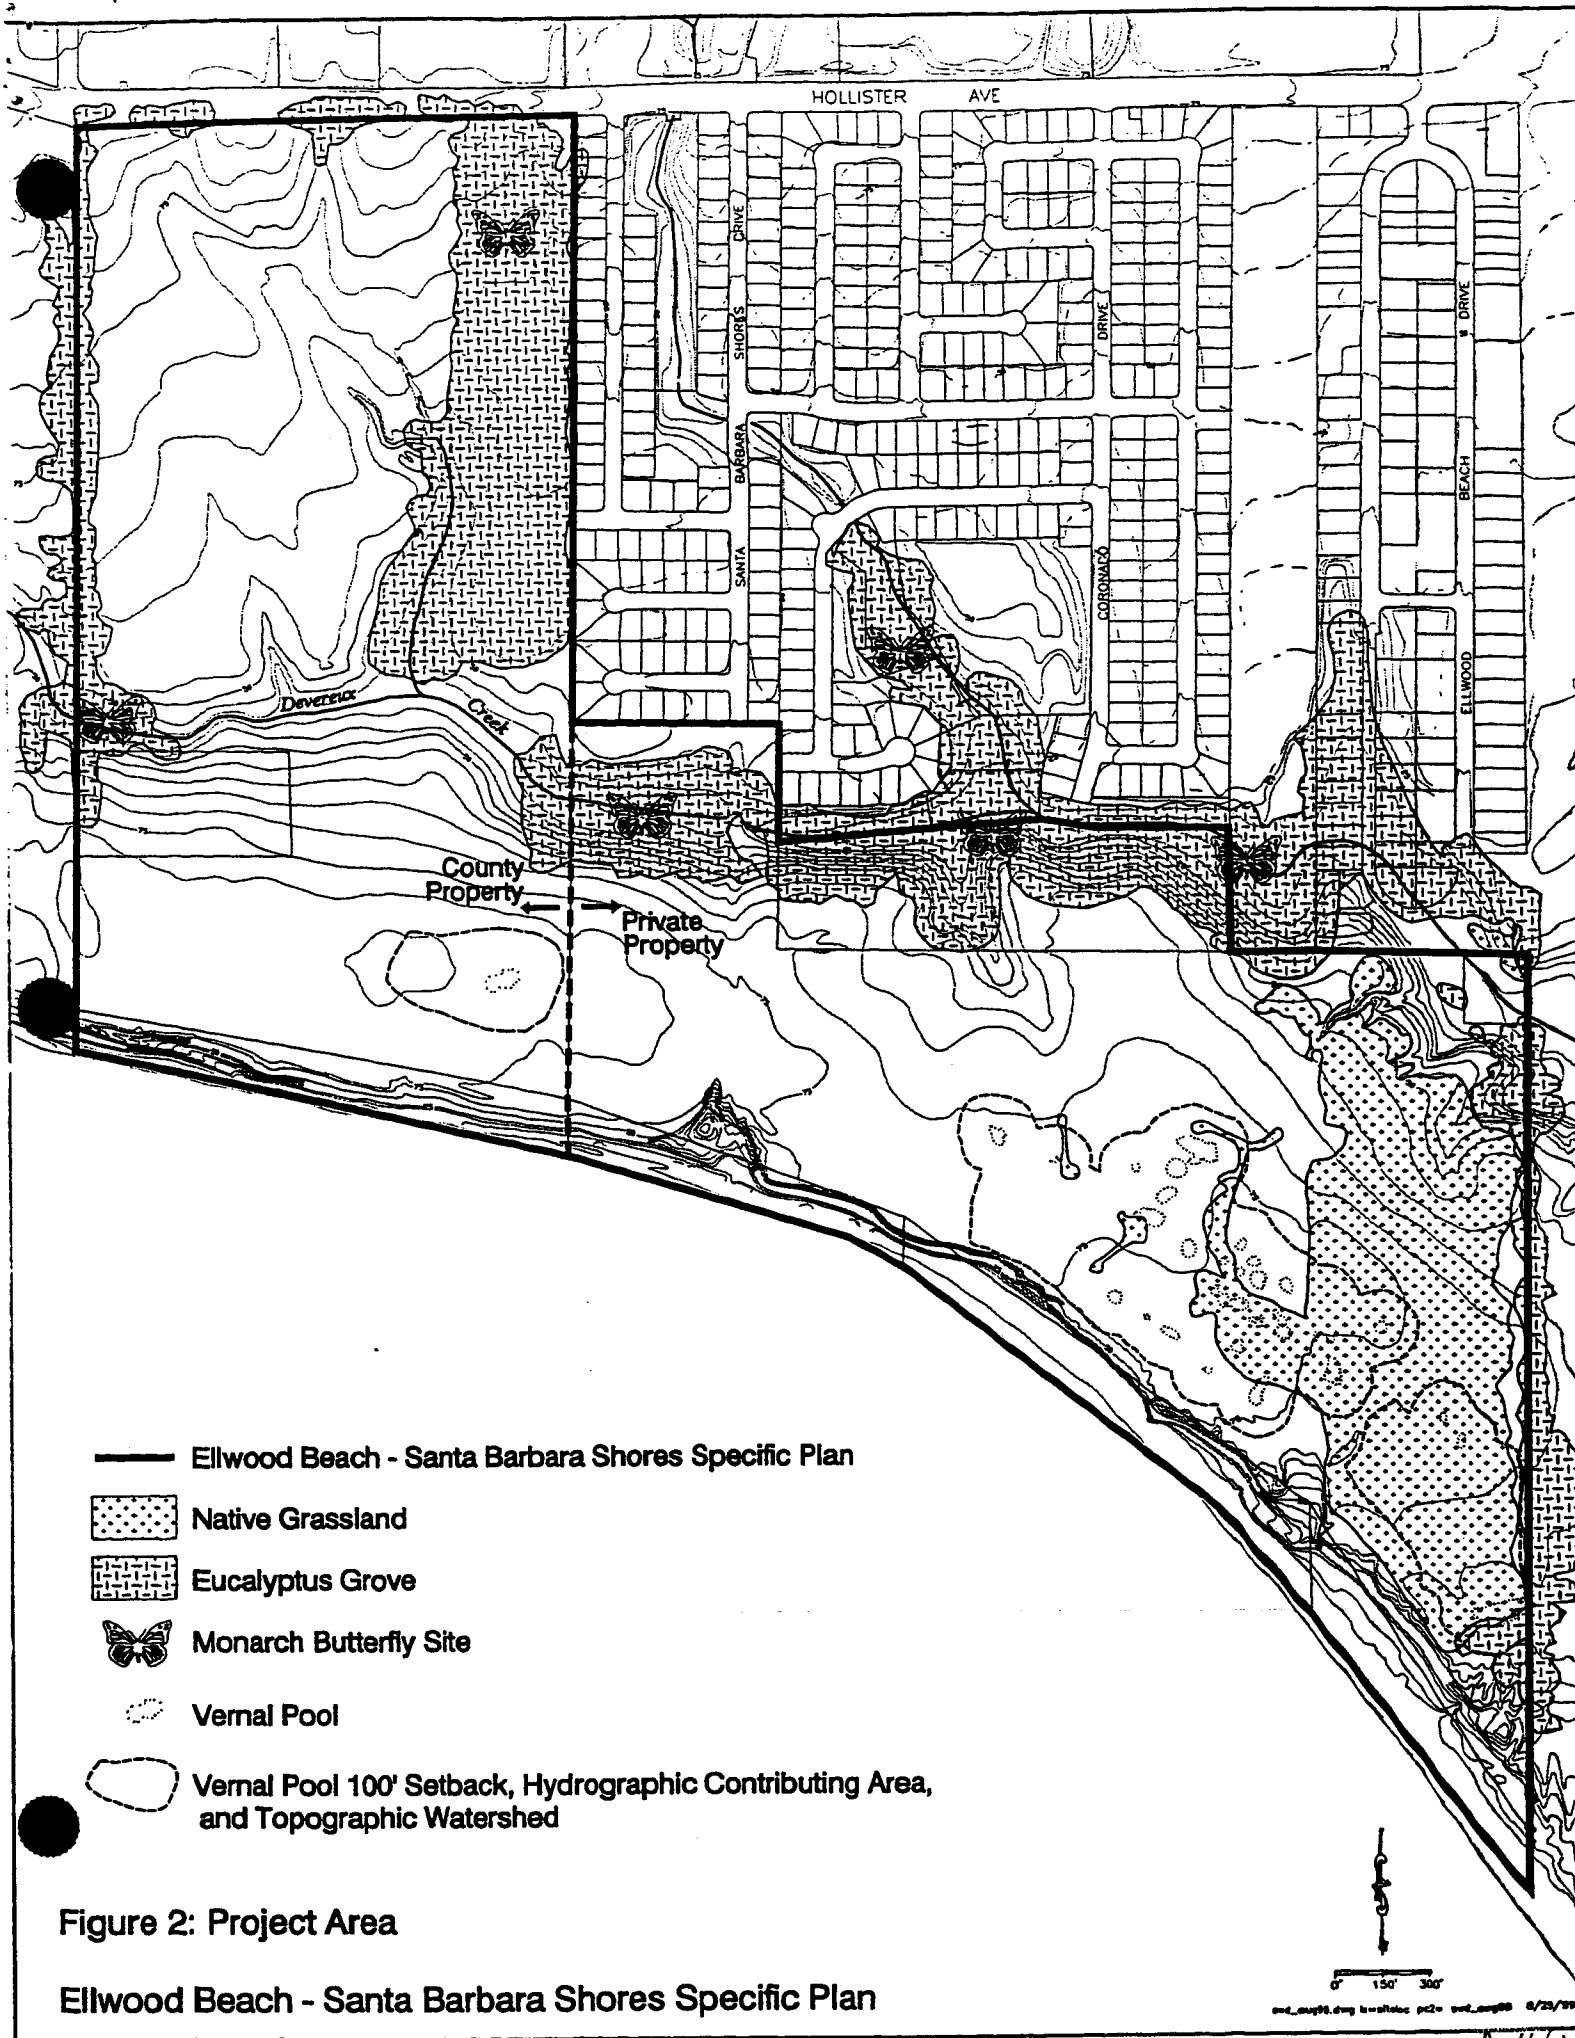 HOLLISTER AVE
DRIVE
SHORES
BARBARA
SANTA
DRIVE
CORONADO
DRIVE
BEACH
ELLWOOD
Devereux
Creek
County
Property
Private
Property
Ellwood Beach - Santa Barbara Shores Specific Plan
Native Grassland
Eucalyptus Grove
Monarch Butterfly Site
Vernal Pool
Vernal Pool 100' Setback, Hydrographic Contributing Area,
and Topographic Watershed
Figure 2: Project Area
Ellwood Beach - Santa Barbara Shores Specific Plan
0' 150' 300'